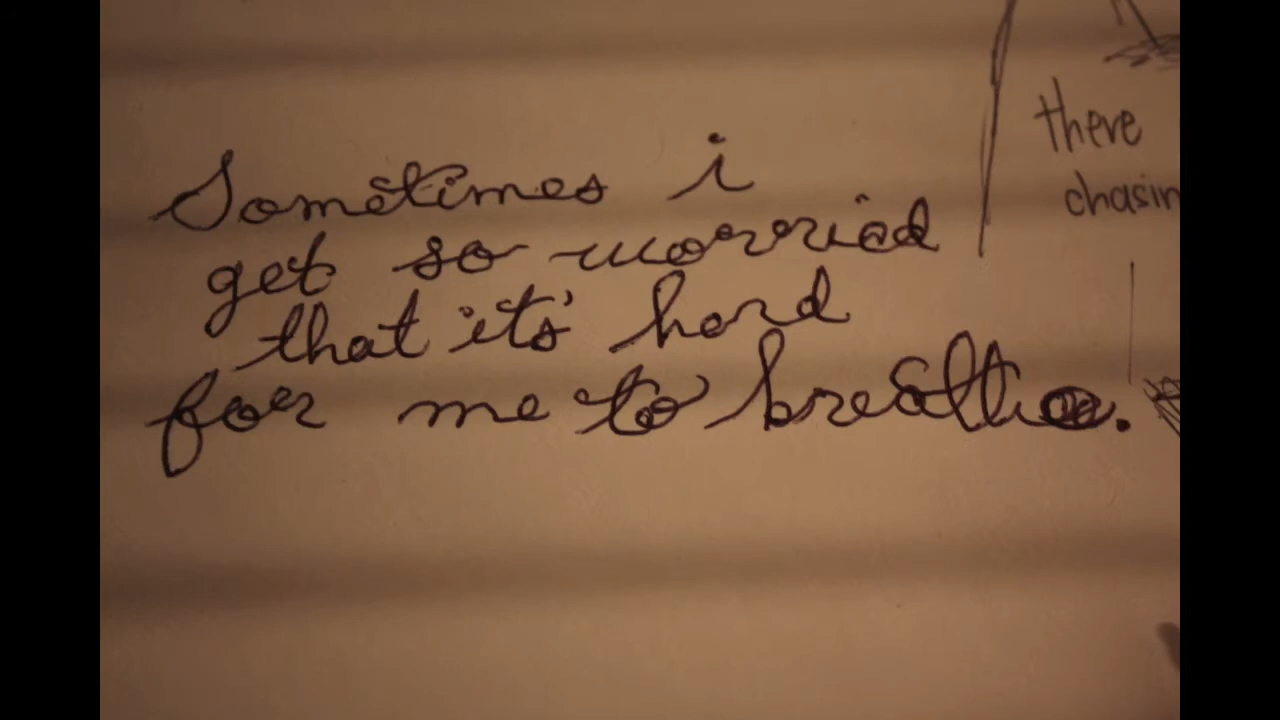 Sometimes i
get so worried
that it's hard
for me to breathe.
there
chasin